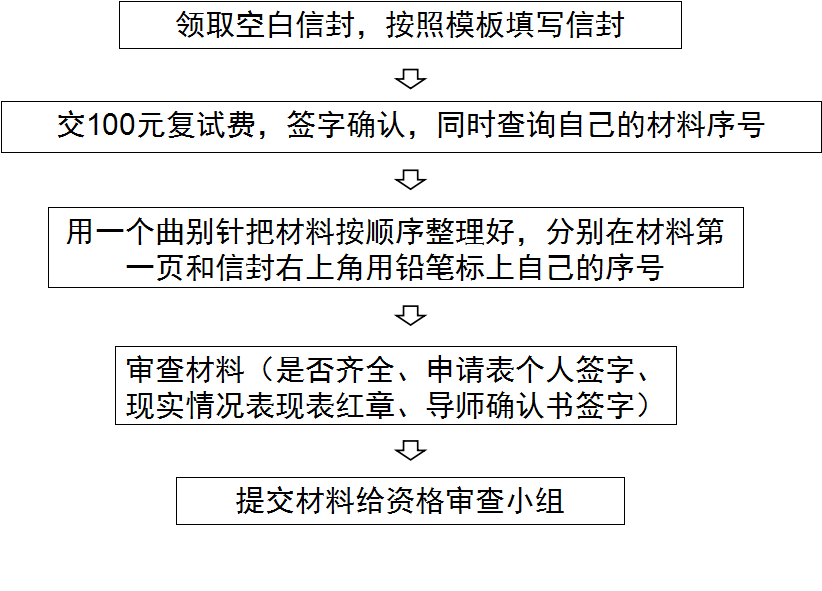 领取空白信封，按照模板填写信封
交100元复试费，签字确认，同时查询自己的材料序号
用一个曲别针把材料按顺序整理好，分别在材料第
一页和信封右上角用铅笔标上自己的序号
审查材料（是否齐全、申请表个人签字、
现实情况表现表红章、导师确认书签字）
提交材料给资格审查小组